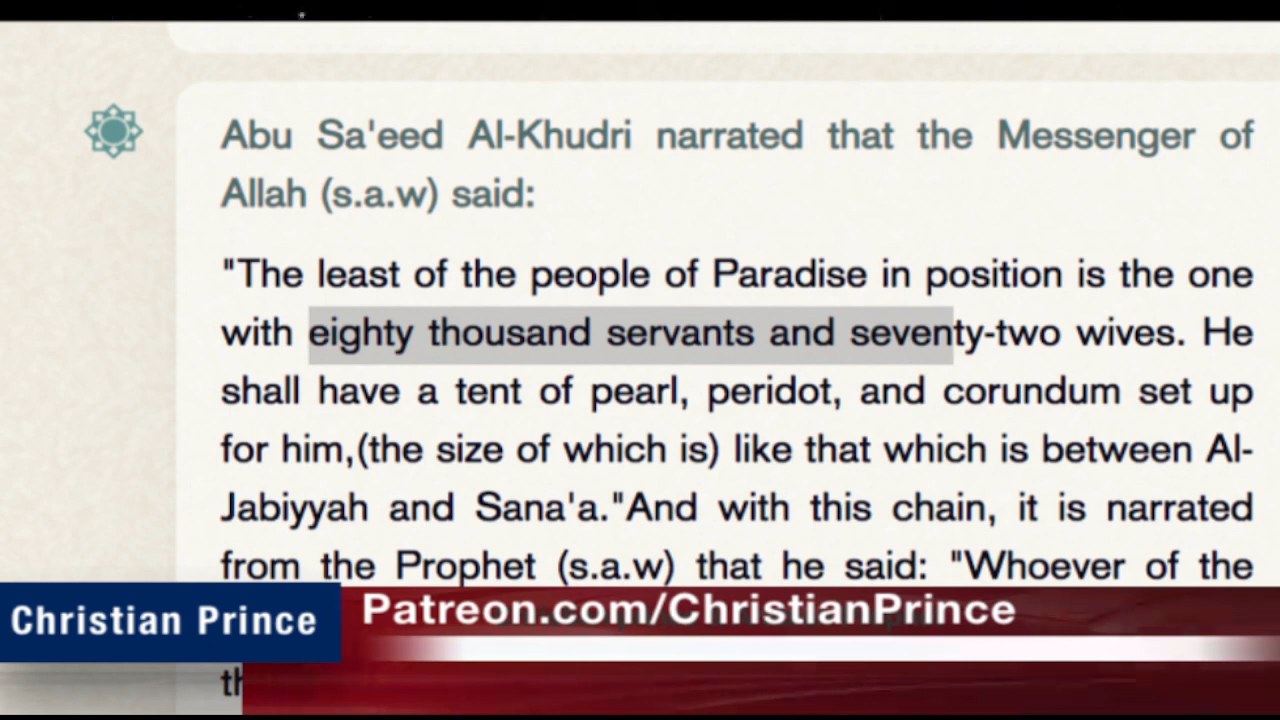 Abu Sa'eed Al-Khudri narrated that the Messenger of
Allah (s.a.w) said:
"The least of the people of Paradise in position is the one
with eighty thousand servants and seventy-two wives. He
shall have a tent of pearl, peridot, and corundum set up
for him,(the size of which is) like that which is between Al-
Jabiyyah and Sana'a."And with this chain, it is narrated
from the Prophet (s.a.w) that he said: "Whoever of the
Christian Prince
Patreon.com/ChristianPrince